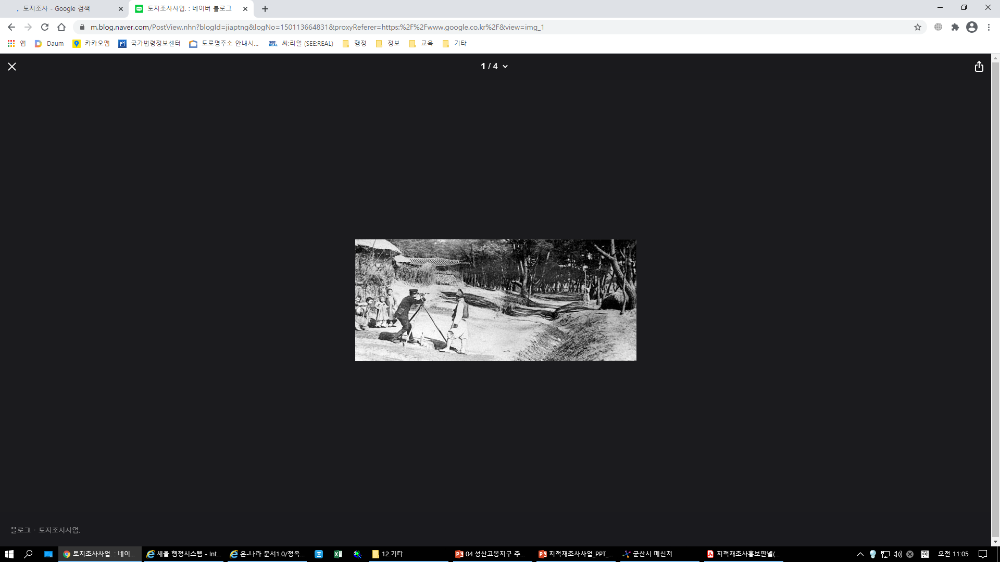 토지조사 - Google 검색
토지조사사업. : 네이버 블로그
m.blog.naver.com/PostView.nhn?blogId=jiaptng&logNo=150113664831&proxyReferer=https:%2F%2Fwww.google.co.kr%2F&view=img_1
앱 Daum 카카오맵 법 국가법령정보센터 도로명주소 안내시... SEE: REAL 씨:리얼 (SEE:REAL) 행정 정보 교육 기타
1 / 4
블로그 · 토지조사사업.
토지조사사업. : 네이... 새올 행정시스템 - Int... 온-나라 문서1.0/정옥... 12.기타 04.성산고봉지구 주... 지적재조사사업_PPT_... 군산시 메신저 지적재조사홍보판넬(... 한 오전 11:05